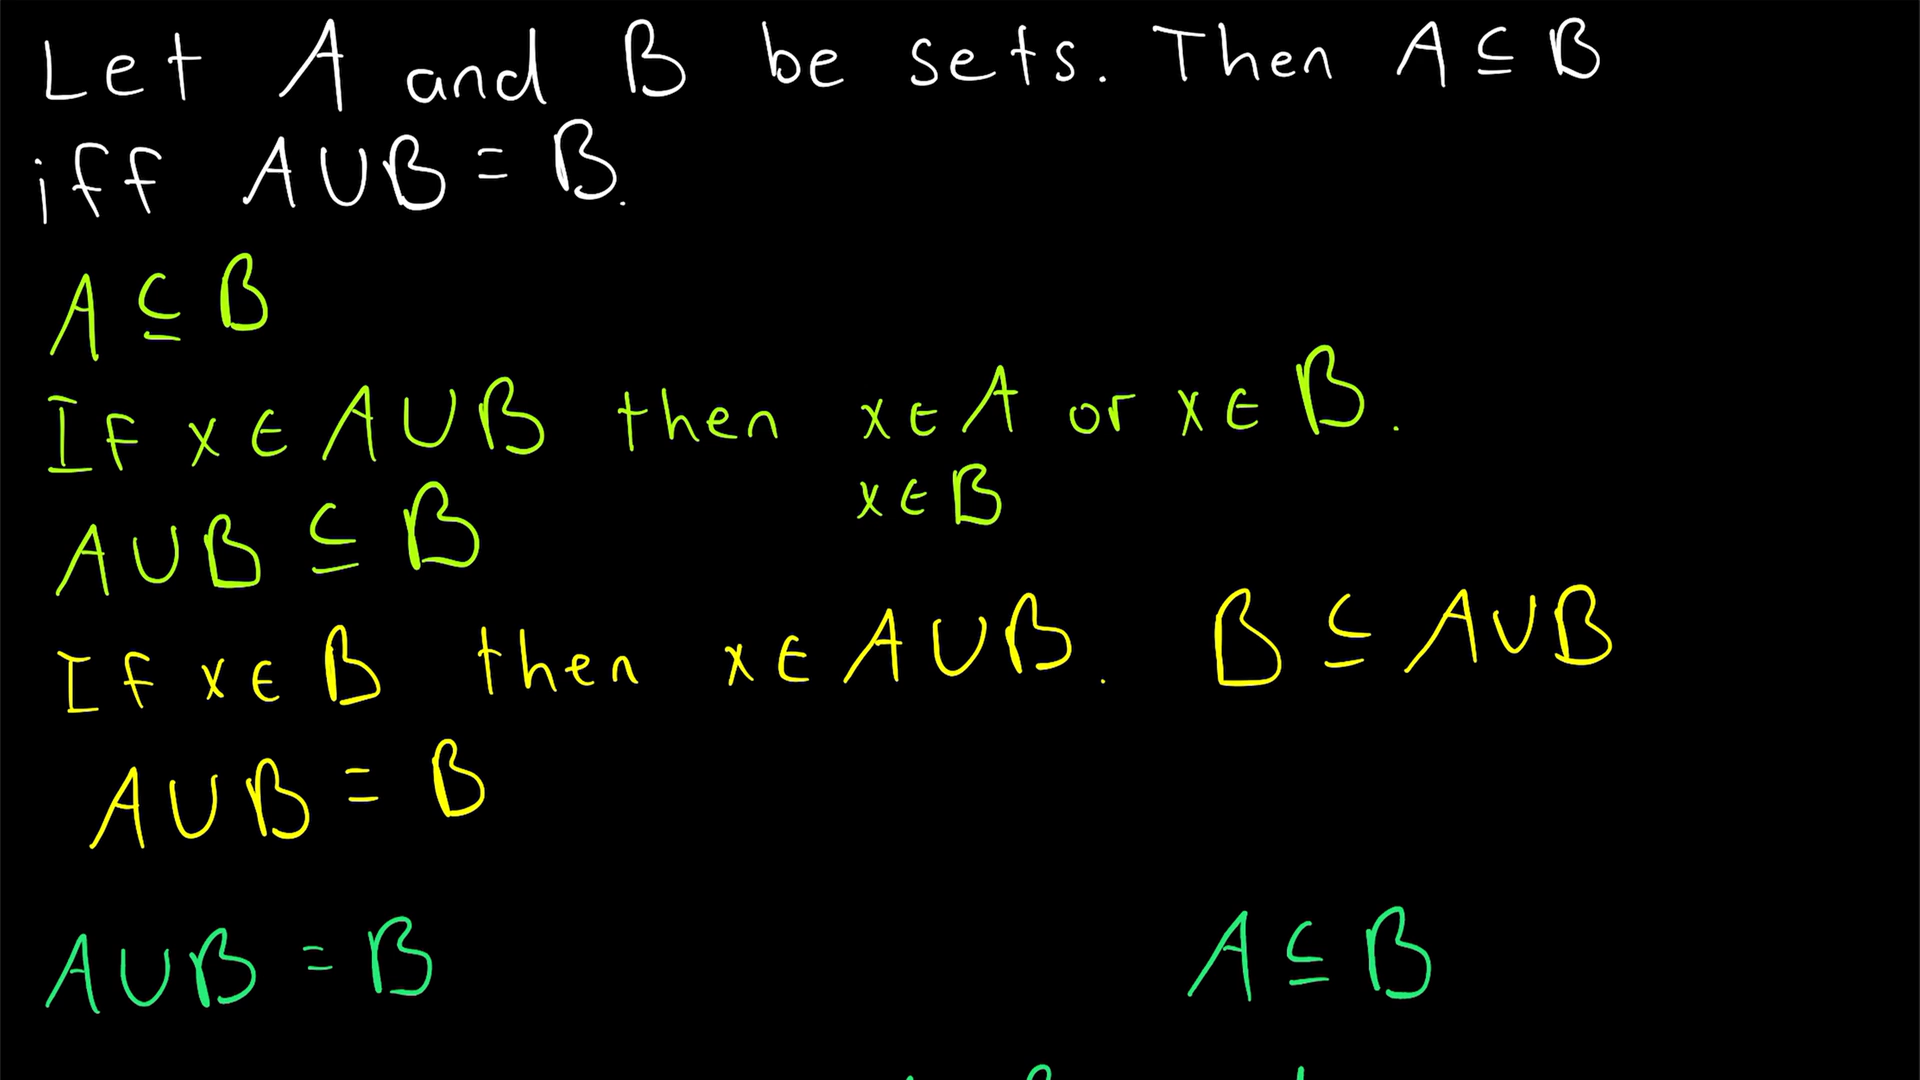 Let A and B be sets. Then A ⊆ B
iff A∪B = B.
A ⊆ B
If x ∈ A∪B then x ∈ A or x ∈ B.
x ∈ B
A∪B ⊆ B
If x ∈ B then x ∈ A∪B. B ⊆ A∪B
A∪B = B
A∪B = B A ⊆ B